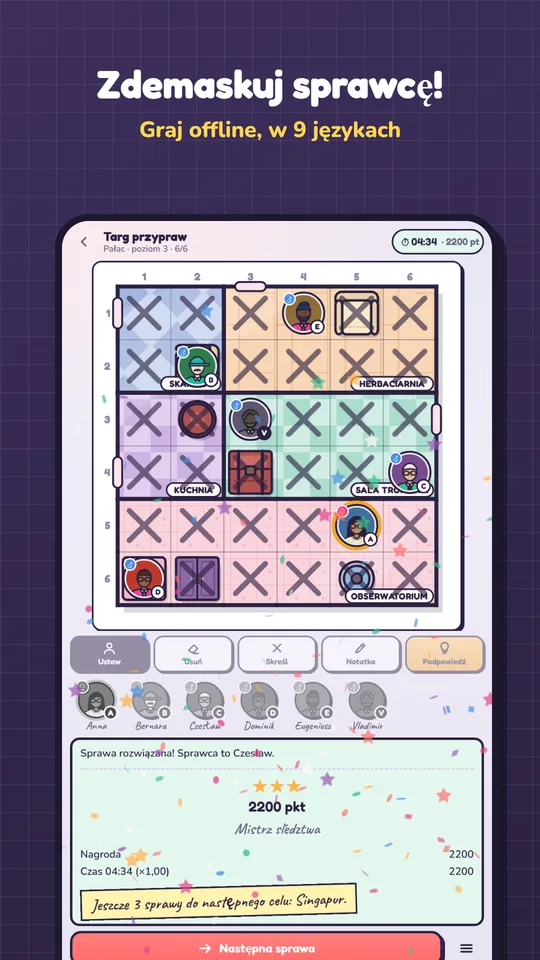 Zdemaskuj sprawcę!
Graj offline, w 9 językach
Targ przypraw
Pałac · poziom 3 · 6/6
04:34 · 2200 pkt
1 2 3 4 5 6
1
E
2
B
HERBACIARNIA
3
V
4
C
KUCHNIA
5
A
6
D
OBSERWATORIUM
Ustaw
Usuń
Skreśl
Notatka
Podpowiedź
A B C D E V
Anna Bernard Czesław Dominik Eugeniusz Vladimir
Sprawa rozwiązana! Sprawca to Czesław.
2200 pkt
Mistrz śledztwa
Nagroda 2200
Czas 04:34 (×1,00) 2200
Jeszcze 3 sprawy do następnego celu: Singapur.
Następna sprawa